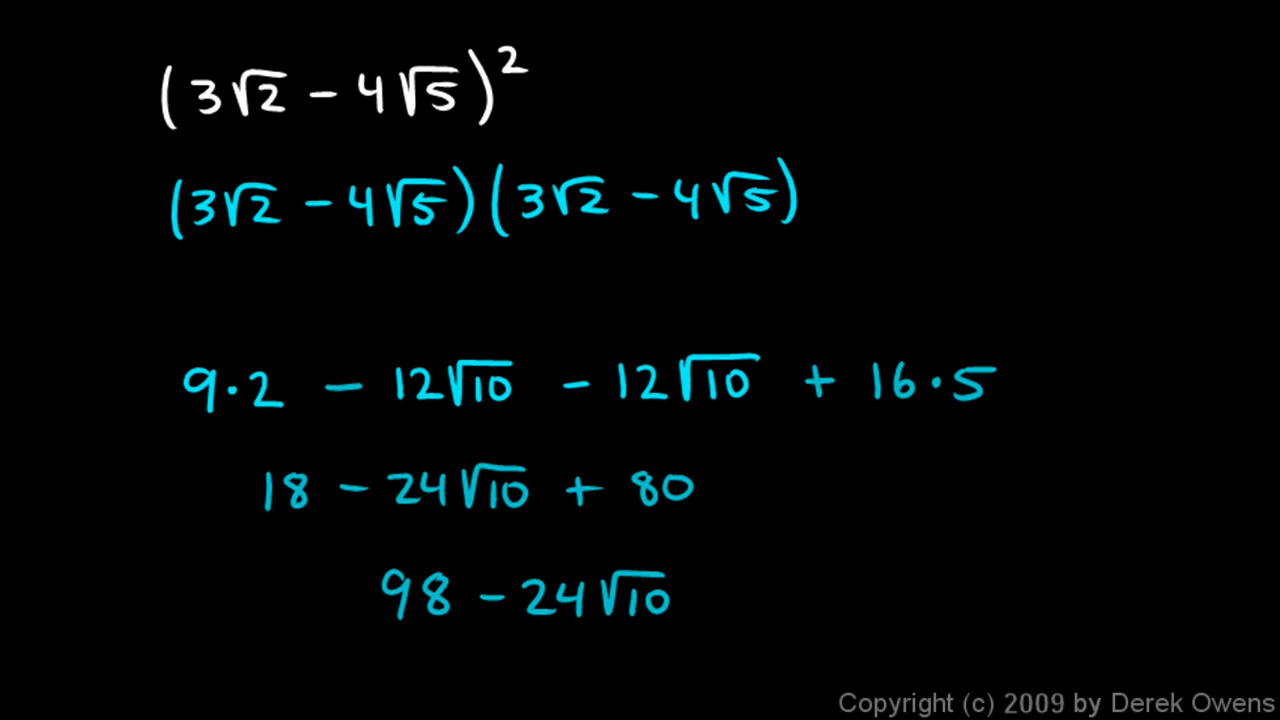 (3√2 − 4√5)²
(3√2 − 4√5)(3√2 − 4√5)
9·2 − 12√10 − 12√10 + 16·5
18 − 24√10 + 80
98 − 24√10
Copyright (c) 2009 by Derek Owens